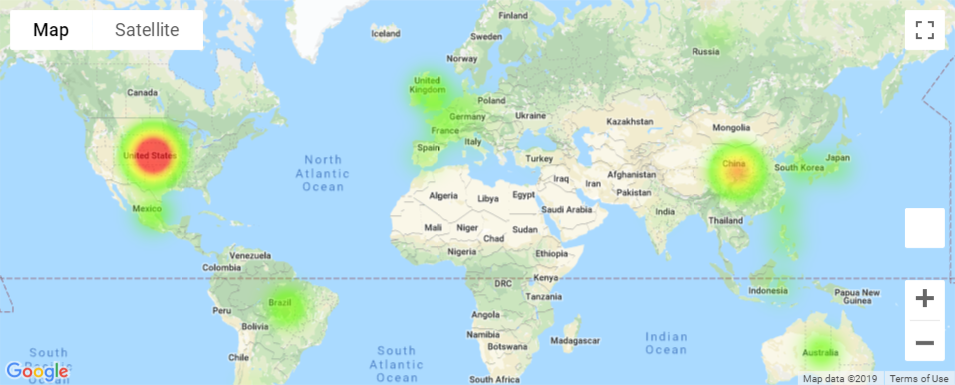 Map Satellite
Finland
Iceland
Sweden
Russia
Norway
Canada
United
Kingdom
Poland
Germany
Ukraine
Kazakhstan
Mongolia
France
Italy
Spain
United States
China
South Korea
Japan
Turkey
North
Atlantic
Ocean
Iraq
Iran
Afghanistan
Pakistan
Algeria
Libya
Egypt
Mexico
Saudi Arabia
India
Thailand
Mali
Niger
Chad
Sudan
Nigeria
Ethiopia
Venezuela
Colombia
DRC
Kenya
Tanzania
Indonesia
Papua New
Guinea
Brazil
Peru
Bolivia
Angola
Namibia
Botswana
Madagascar
Indian
Ocean
Australia
Chile
South
Pacific
Ocean
South
Atlantic
Ocean
South Africa
Google
Map data ©2019 Terms of Use